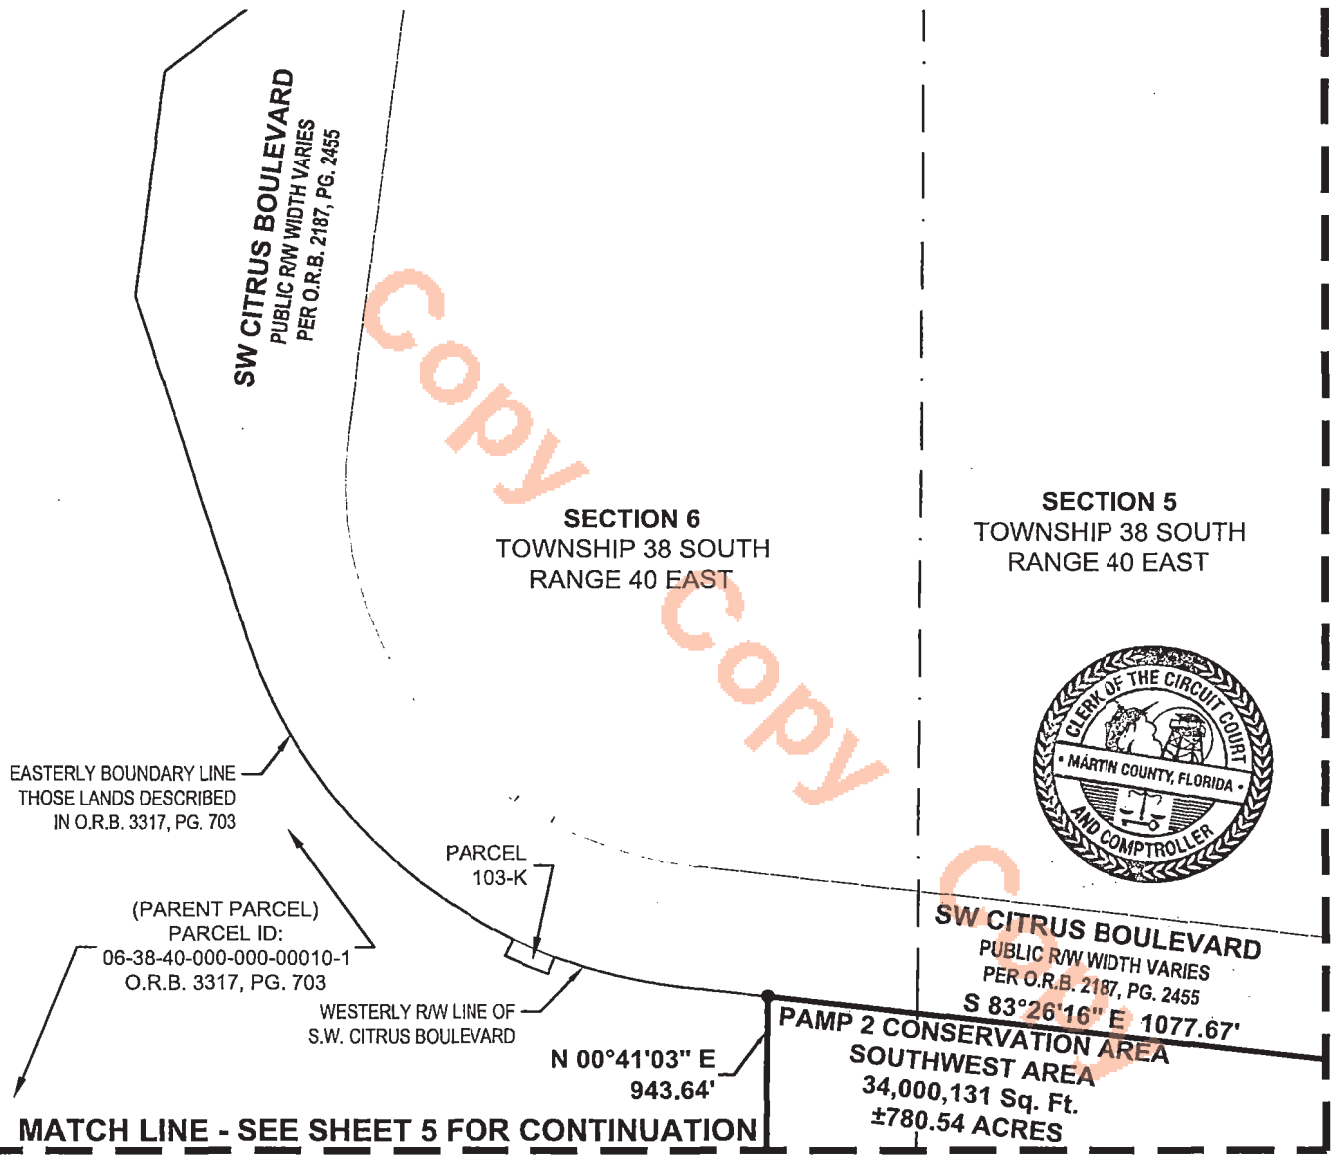 SW CITRUS BOULEVARD
PUBLIC R/W WIDTH VARIES
PER O.R.B. 2187, PG. 2455
Copy
SECTION 6
TOWNSHIP 38 SOUTH
RANGE 40 EAST
SECTION 5
TOWNSHIP 38 SOUTH
RANGE 40 EAST
Copy
CLERK OF THE CIRCUIT COURT
• MARTIN COUNTY, FLORIDA •
AND COMPTROLLER
EASTERLY BOUNDARY LINE
THOSE LANDS DESCRIBED
IN O.R.B. 3317, PG. 703
PARCEL
103-K
(PARENT PARCEL)
PARCEL ID:
06-38-40-000-000-00010-1
O.R.B. 3317, PG. 703
WESTERLY R/W LINE OF
S.W. CITRUS BOULEVARD
Copy
SW CITRUS BOULEVARD
PUBLIC R/W WIDTH VARIES
PER O.R.B. 2187, PG. 2455
S 83°26'16" E 1077.67'
PAMP 2 CONSERVATION AREA
SOUTHWEST AREA
34,000,131 Sq. Ft.
±780.54 ACRES
N 00°41'03" E
943.64'
MATCH LINE - SEE SHEET 5 FOR CONTINUATION